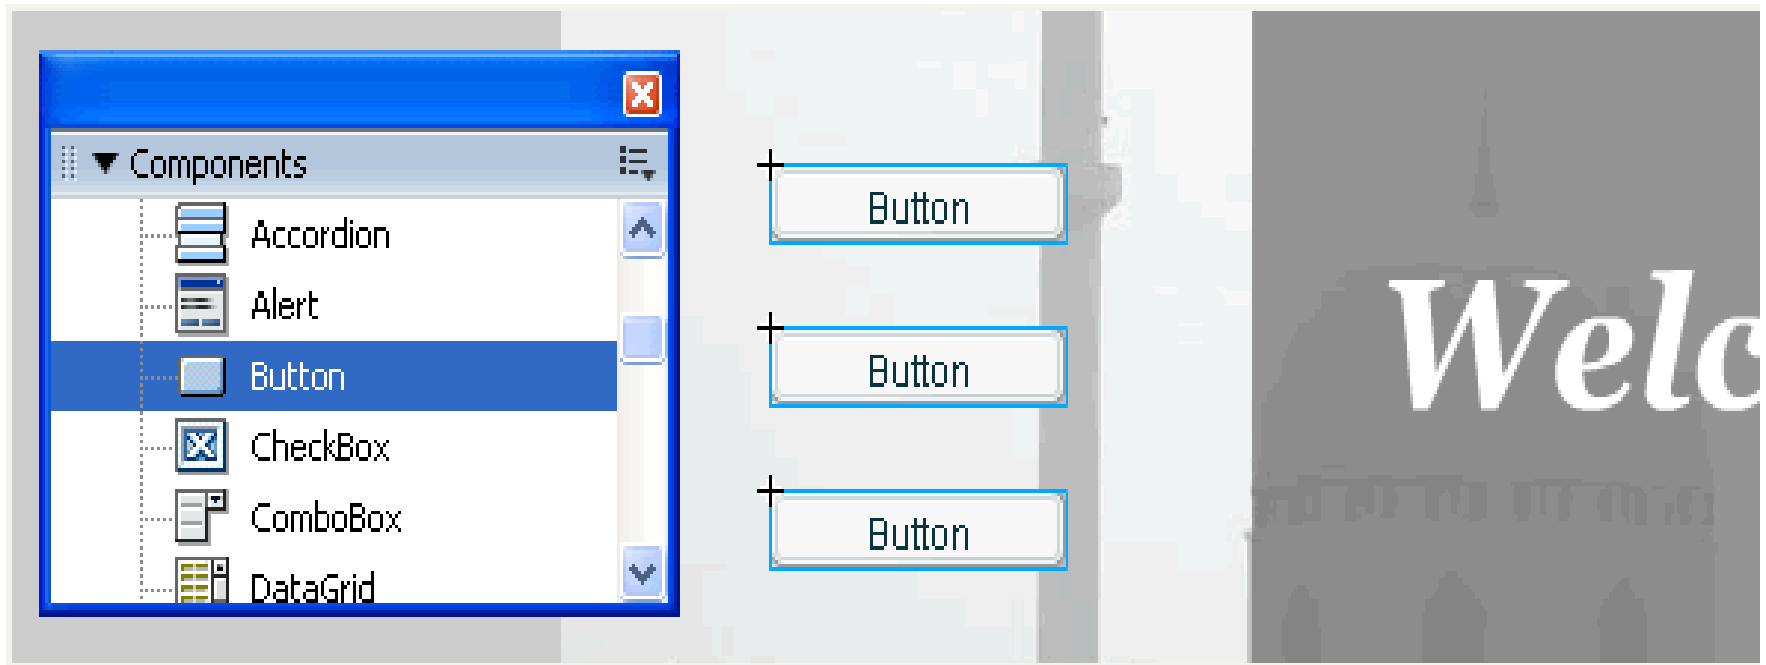 Components
Accordion
Alert
Button
CheckBox
ComboBox
DataGrid
Button
Button
Button
Welc